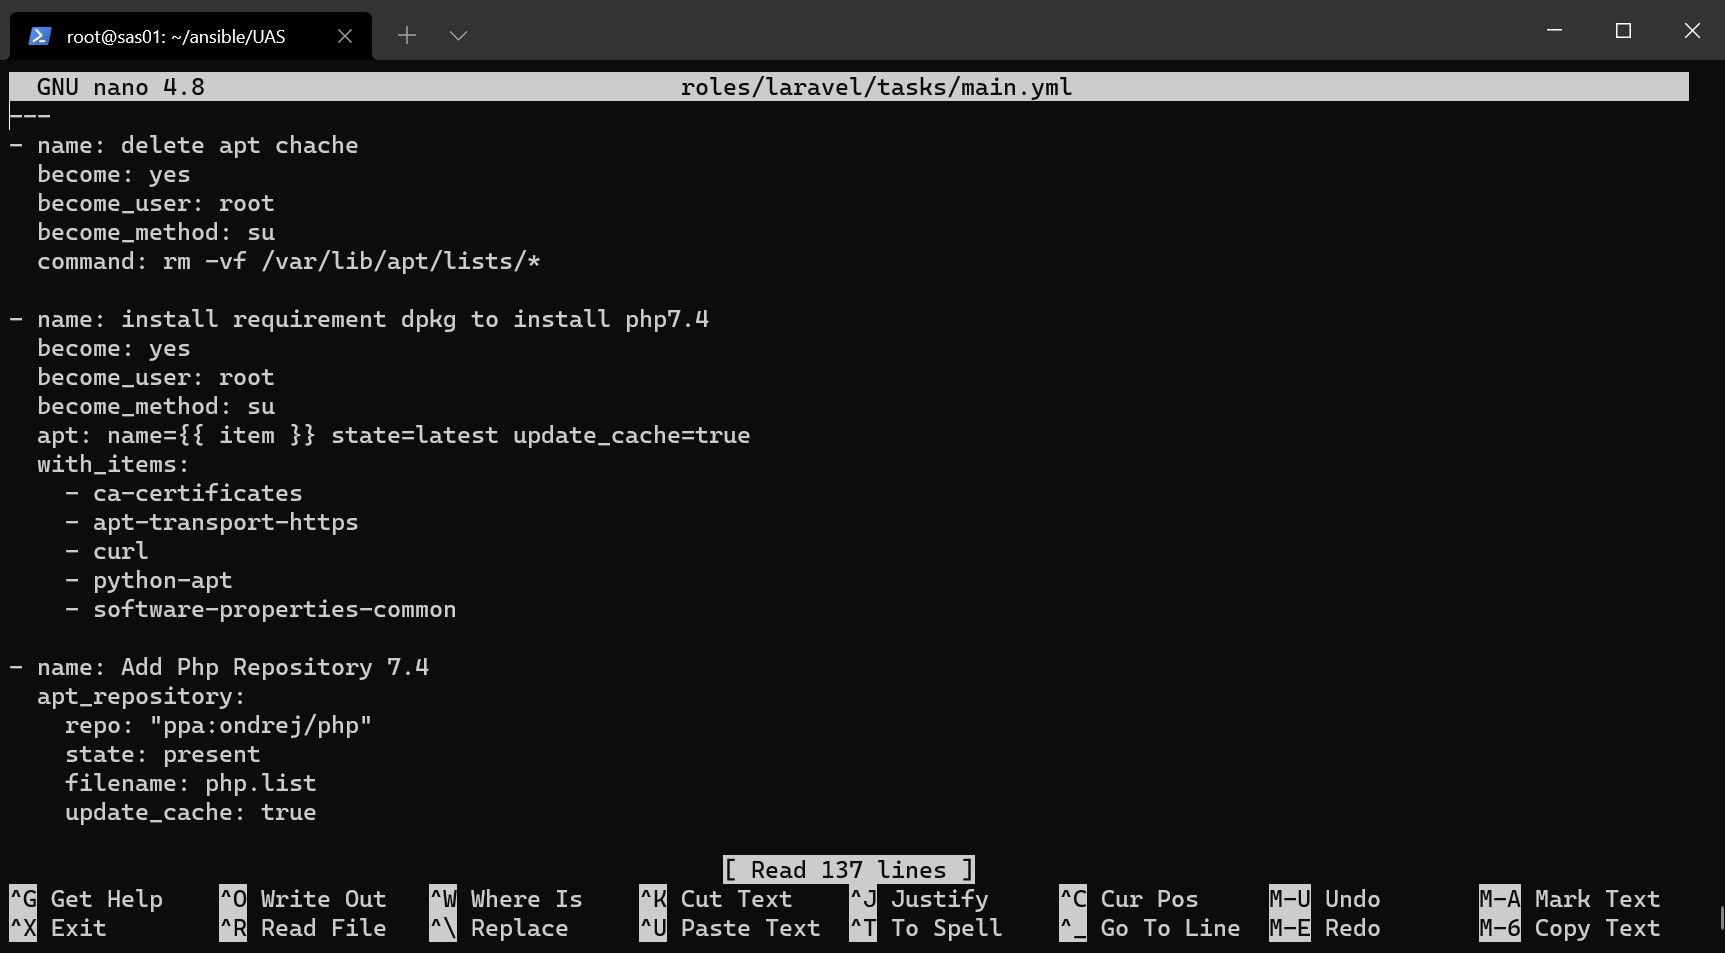 root@sas01: ~/ansible/UAS
GNU nano 4.8 roles/laravel/tasks/main.yml
---
- name: delete apt chache
  become: yes
  become_user: root
  become_method: su
  command: rm -vf /var/lib/apt/lists/*

- name: install requirement dpkg to install php7.4
  become: yes
  become_user: root
  become_method: su
  apt: name={{ item }} state=latest update_cache=true
  with_items:
    - ca-certificates
    - apt-transport-https
    - curl
    - python-apt
    - software-properties-common

- name: Add Php Repository 7.4
  apt_repository:
    repo: "ppa:ondrej/php"
    state: present
    filename: php.list
    update_cache: true

[ Read 137 lines ]
^G Get Help ^O Write Out ^W Where Is ^K Cut Text ^J Justify ^C Cur Pos M-U Undo M-A Mark Text
^X Exit ^R Read File ^\ Replace ^U Paste Text ^T To Spell ^_ Go To Line M-E Redo M-6 Copy Text